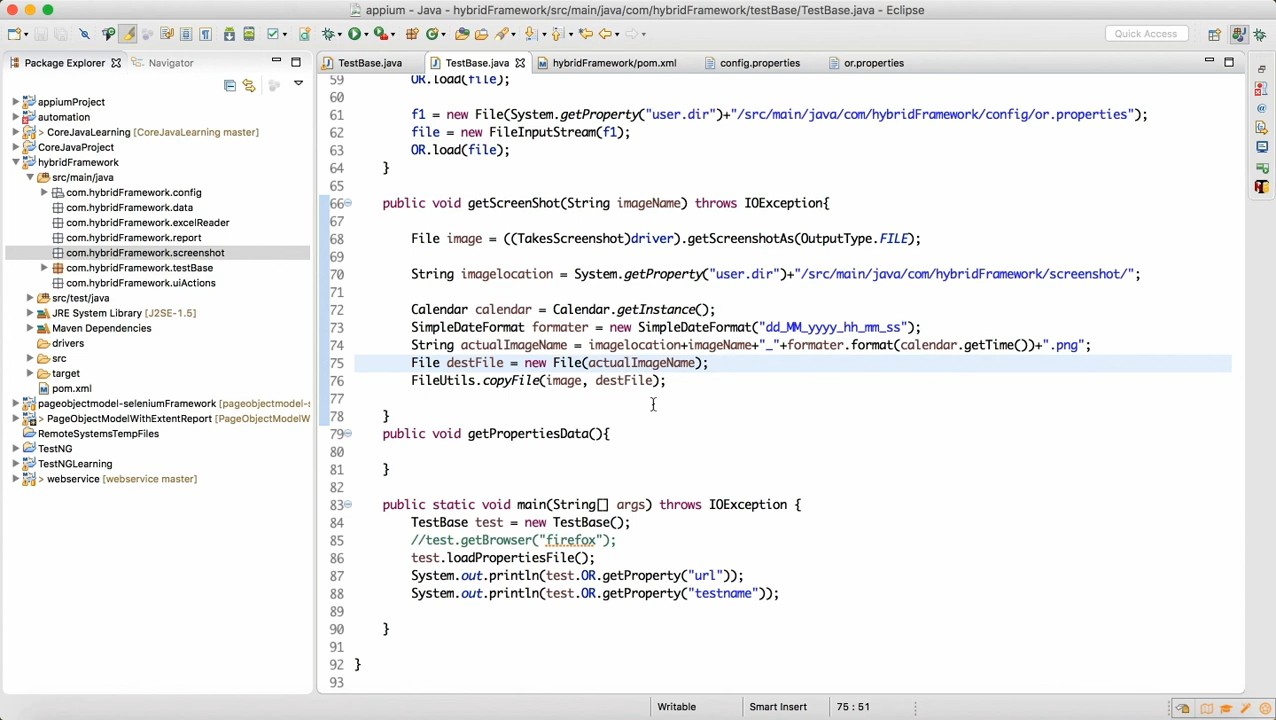 appium - Java - hybridFramework/src/main/java/com/hybridFramework/testBase/TestBase.java - Eclipse
Quick Access
Package Explorer
Navigator
TestBase.java
TestBase.java
hybridFramework/pom.xml
config.properties
or.properties
appiumProject
automation
> CoreJavaLearning [CoreJavaLearning master]
CoreJavaProject
hybridFramework
src/main/java
com.hybridFramework.config
com.hybridFramework.data
com.hybridFramework.excelReader
com.hybridFramework.report
com.hybridFramework.screenshot
com.hybridFramework.testBase
com.hybridFramework.uiActions
src/test/java
JRE System Library [J2SE-1.5]
Maven Dependencies
drivers
src
target
pom.xml
pageobjectmodel-seleniumFramework [pageobjectmodel-s
> PageObjectModelWithExtentReport [PageObjectModelW
RemoteSystemsTempFiles
TestNG
TestNGLearning
> webservice [webservice master]
59 OR.load(file);
60
61 f1 = new File(System.getProperty("user.dir")+"/src/main/java/com/hybridFramework/config/or.properties");
62 file = new FileInputStream(f1);
63 OR.load(file);
64 }
65
66 public void getScreenShot(String imageName) throws IOException{
67
68 File image = ((TakesScreenshot)driver).getScreenshotAs(OutputType.FILE);
69
70 String imagelocation = System.getProperty("user.dir")+"/src/main/java/com/hybridFramework/screenshot/";
71
72 Calendar calendar = Calendar.getInstance();
73 SimpleDateFormat formater = new SimpleDateFormat("dd_MM_yyyy_hh_mm_ss");
74 String actualImageName = imagelocation+imageName+"_"+formater.format(calendar.getTime())+".png";
75 File destFile = new File(actualImageName);
76 FileUtils.copyFile(image, destFile);
77
78 }
79 public void getPropertiesData(){
80
81 }
82
83 public static void main(String[] args) throws IOException {
84 TestBase test = new TestBase();
85 //test.getBrowser("firefox");
86 test.loadPropertiesFile();
87 System.out.println(test.OR.getProperty("url"));
88 System.out.println(test.OR.getProperty("testname"));
89
90 }
91
92 }
93
Writable
Smart Insert
75 : 51